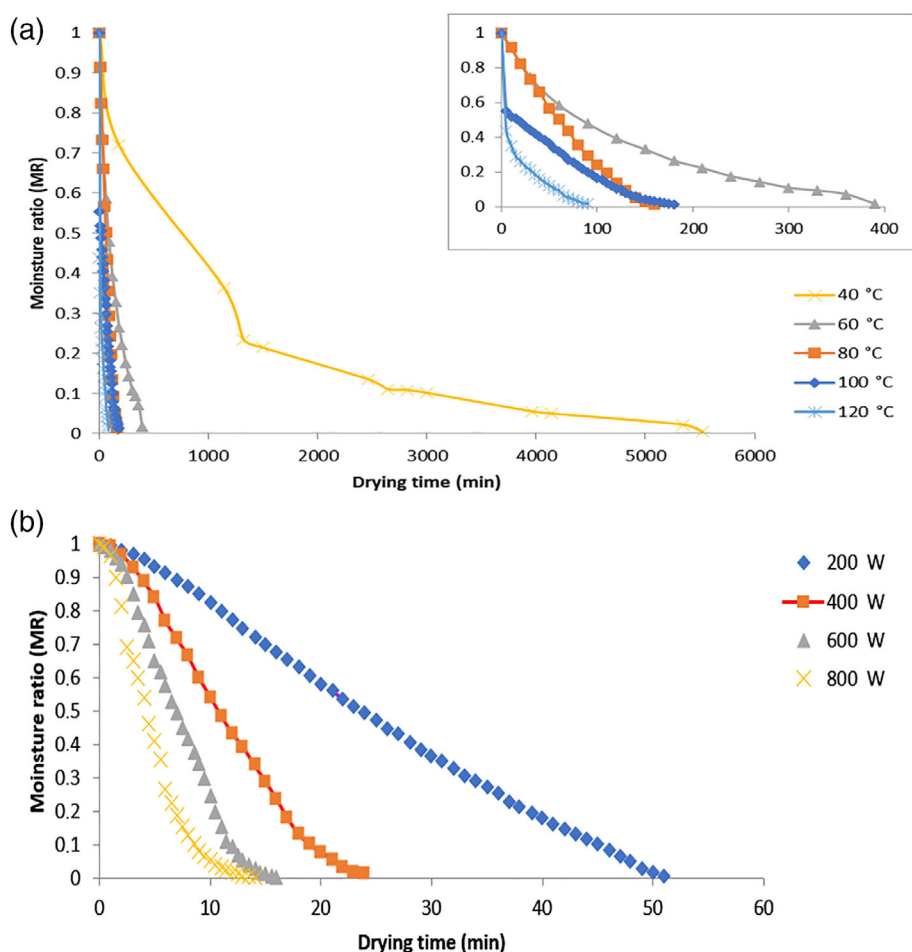 (a)
1
0.9
0.8
0.7
0.6
0.5
0.4
0.3
0.2
0.1
0
Moinsture ratio (MR)
0 1000 2000 3000 4000 5000 6000
Drying time (min)
1
0.8
0.6
0.4
0.2
0
0 100 200 300 400
40 °C
60 °C
80 °C
100 °C
120 °C
(b)
1
0.9
0.8
0.7
0.6
0.5
0.4
0.3
0.2
0.1
0
Moinsture ratio (MR)
0 10 20 30 40 50 60
Drying time (min)
200 W
400 W
600 W
800 W